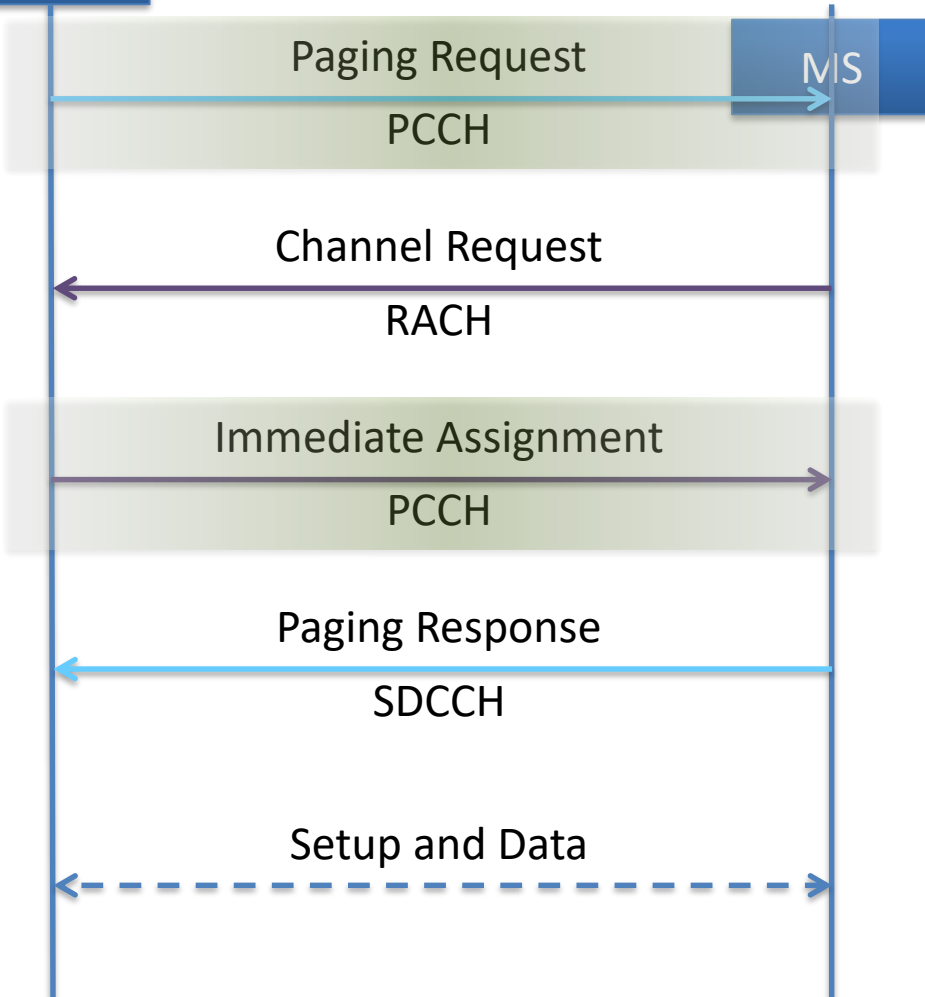 Paging Request
MS
PCCH
Channel Request
RACH
Immediate Assignment
PCCH
Paging Response
SDCCH
Setup and Data